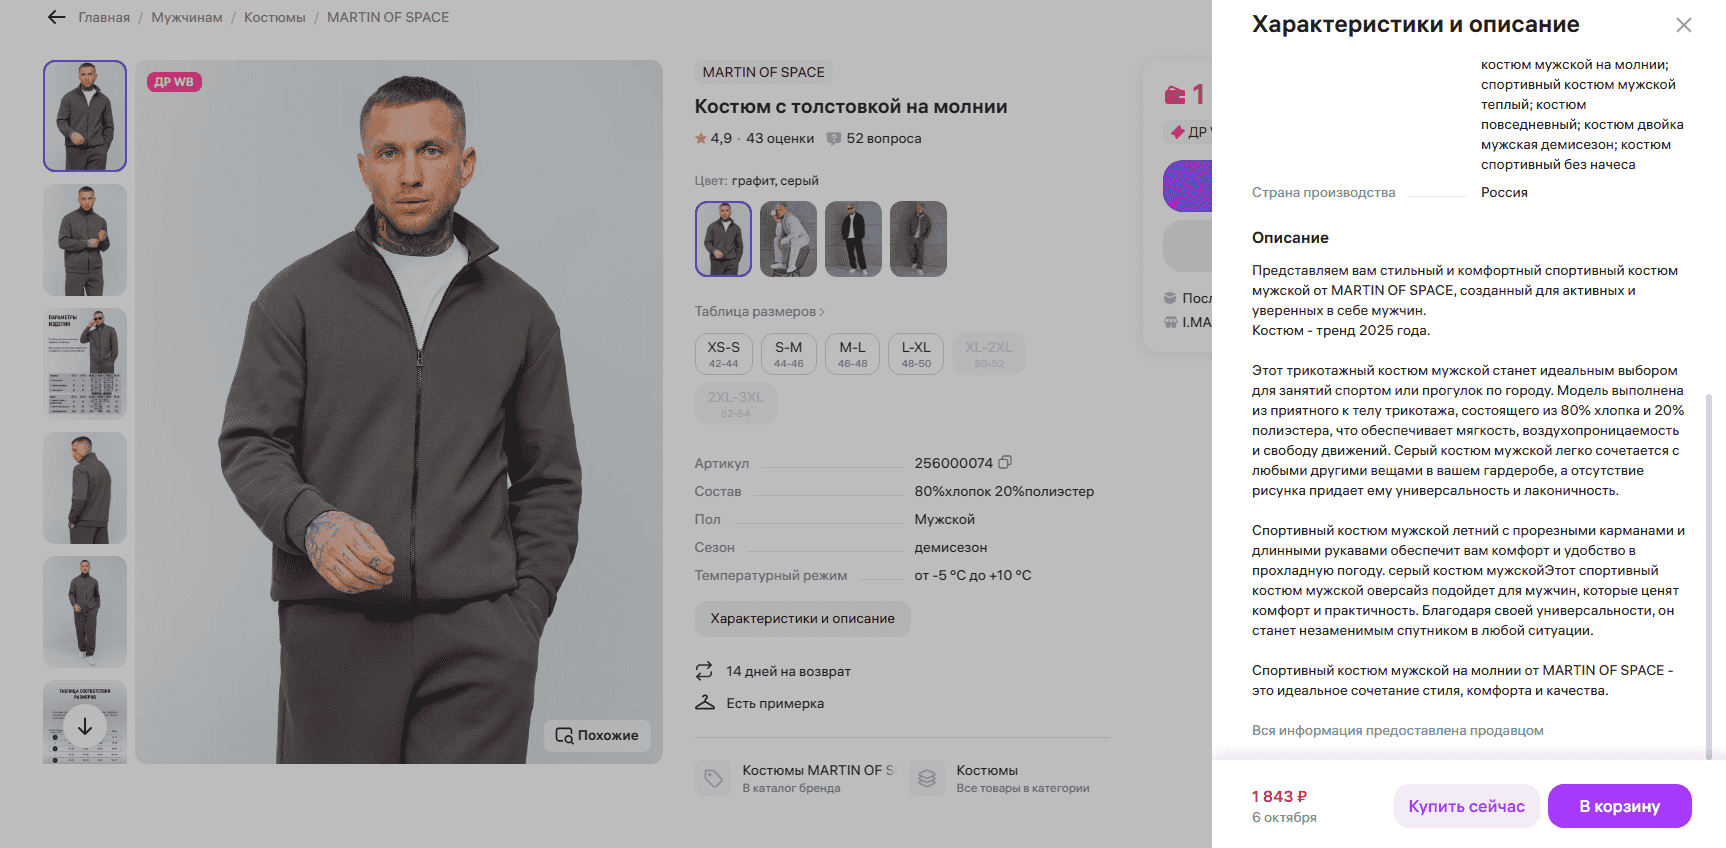 Главная / Мужчинам / Костюмы / MARTIN OF SPACE
ДР WB
ПАРАМЕТРЫ
ИЗДЕЛИЯ
ТАБЛИЦА СООТВЕТСТВИЯ
РАЗМЕРОВ
Похожие
MARTIN OF SPACE
Костюм с толстовкой на молнии
4,9 · 43 оценки 52 вопроса
Цвет: графит, серый
Таблица размеров
XS-S S-M M-L L-XL XL-2XL
42-44 44-46 46-48 48-50 50-52
2XL-3XL
52-54
Артикул 256000074
Состав 80%хлопок 20%полиэстер
Пол Мужской
Сезон демисезон
Температурный режим от -5 °C до +10 °C
Характеристики и описание
14 дней на возврат
Есть примерка
Костюмы MARTIN OF S
В каталог бренда
Костюмы
Все товары в категории
1
ДР
Характеристики и описание
костюм мужской на молнии;
спортивный костюм мужской
теплый; костюм
повседневный; костюм двойка
мужская демисезон; костюм
спортивный без начеса
Страна производства Россия
Описание
Представляем вам стильный и комфортный спортивный костюм
мужской от MARTIN OF SPACE, созданный для активных и
уверенных в себе мужчин.
Костюм - тренд 2025 года.
Этот трикотажный костюм мужской станет идеальным выбором
для занятий спортом или прогулок по городу. Модель выполнена
из приятного к телу трикотажа, состоящего из 80% хлопка и 20%
полиэстера, что обеспечивает мягкость, воздухопроницаемость
и свободу движений. Серый костюм мужской легко сочетается с
любыми другими вещами в вашем гардеробе, а отсутствие
рисунка придает ему универсальность и лаконичность.
Спортивный костюм мужской летний с прорезными карманами и
длинными рукавами обеспечит вам комфорт и удобство в
прохладную погоду. серый костюм мужскойЭтот спортивный
костюм мужской оверсайз подойдет для мужчин, которые ценят
комфорт и практичность. Благодаря своей универсальности, он
станет незаменимым спутником в любой ситуации.
Спортивный костюм мужской на молнии от MARTIN OF SPACE -
это идеальное сочетание стиля, комфорта и качества.
Вся информация предоставлена продавцом
1 843 ₽
6 октября
Купить сейчас
В корзину